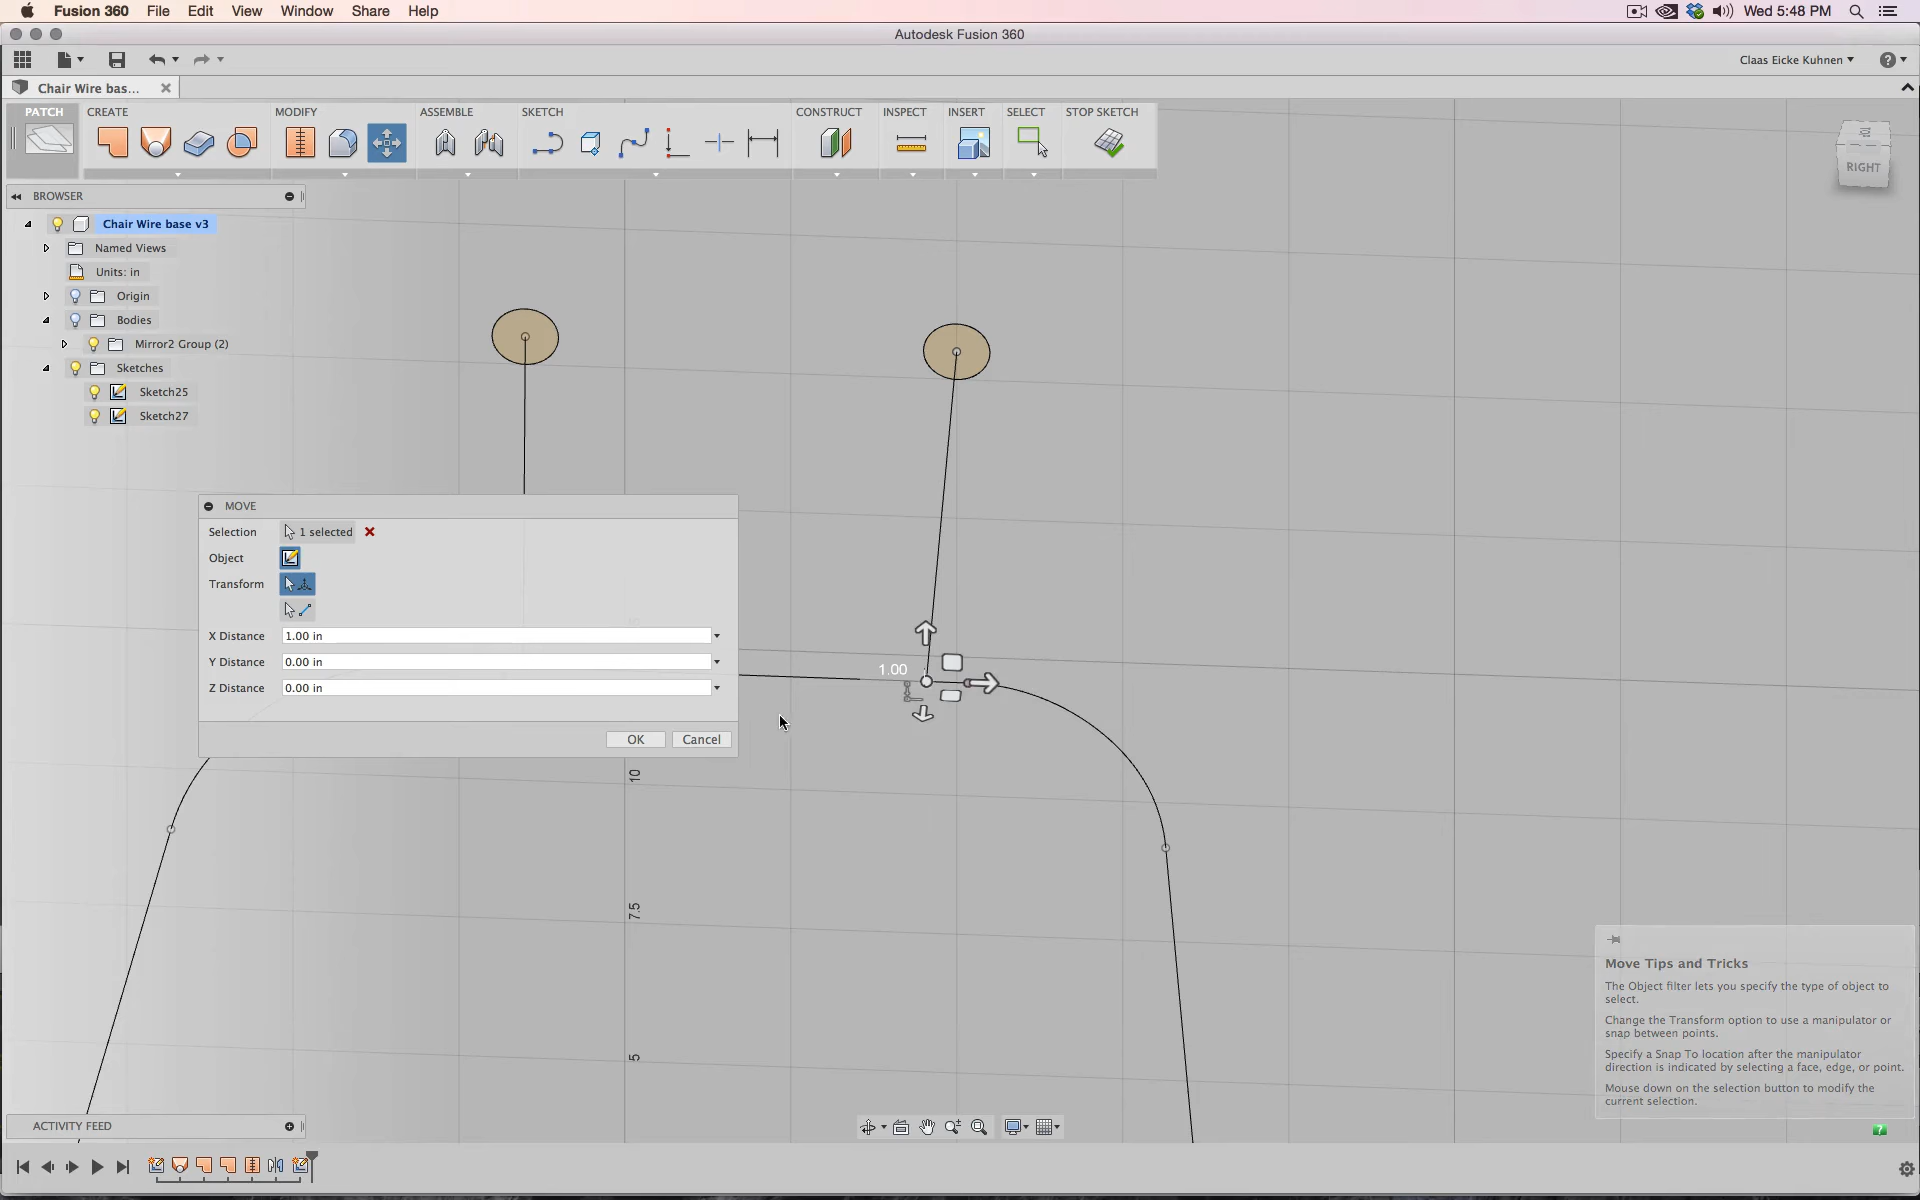 Fusion 360 File Edit View Window Share Help
Wed 5:48 PM
Autodesk Fusion 360
Claas Eicke Kuhnen
Chair Wire bas...
PATCH CREATE MODIFY ASSEMBLE SKETCH CONSTRUCT INSPECT INSERT SELECT STOP SKETCH
RIGHT
BROWSER
Chair Wire base v3
Named Views
Units: in
Origin
Bodies
Mirror2 Group (2)
Sketches
Sketch25
Sketch27
MOVE
Selection 1 selected
Object
Transform
X Distance 1.00 in
Y Distance 0.00 in
Z Distance 0.00 in
OK Cancel
1.00
10
7.5
5
Move Tips and Tricks
The Object filter lets you specify the type of object to
select.
Change the Transform option to use a manipulator or
snap between points.
Specify a Snap To location after the manipulator
direction is indicated by selecting a face, edge, or point.
Mouse down on the selection button to modify the
current selection.
ACTIVITY FEED